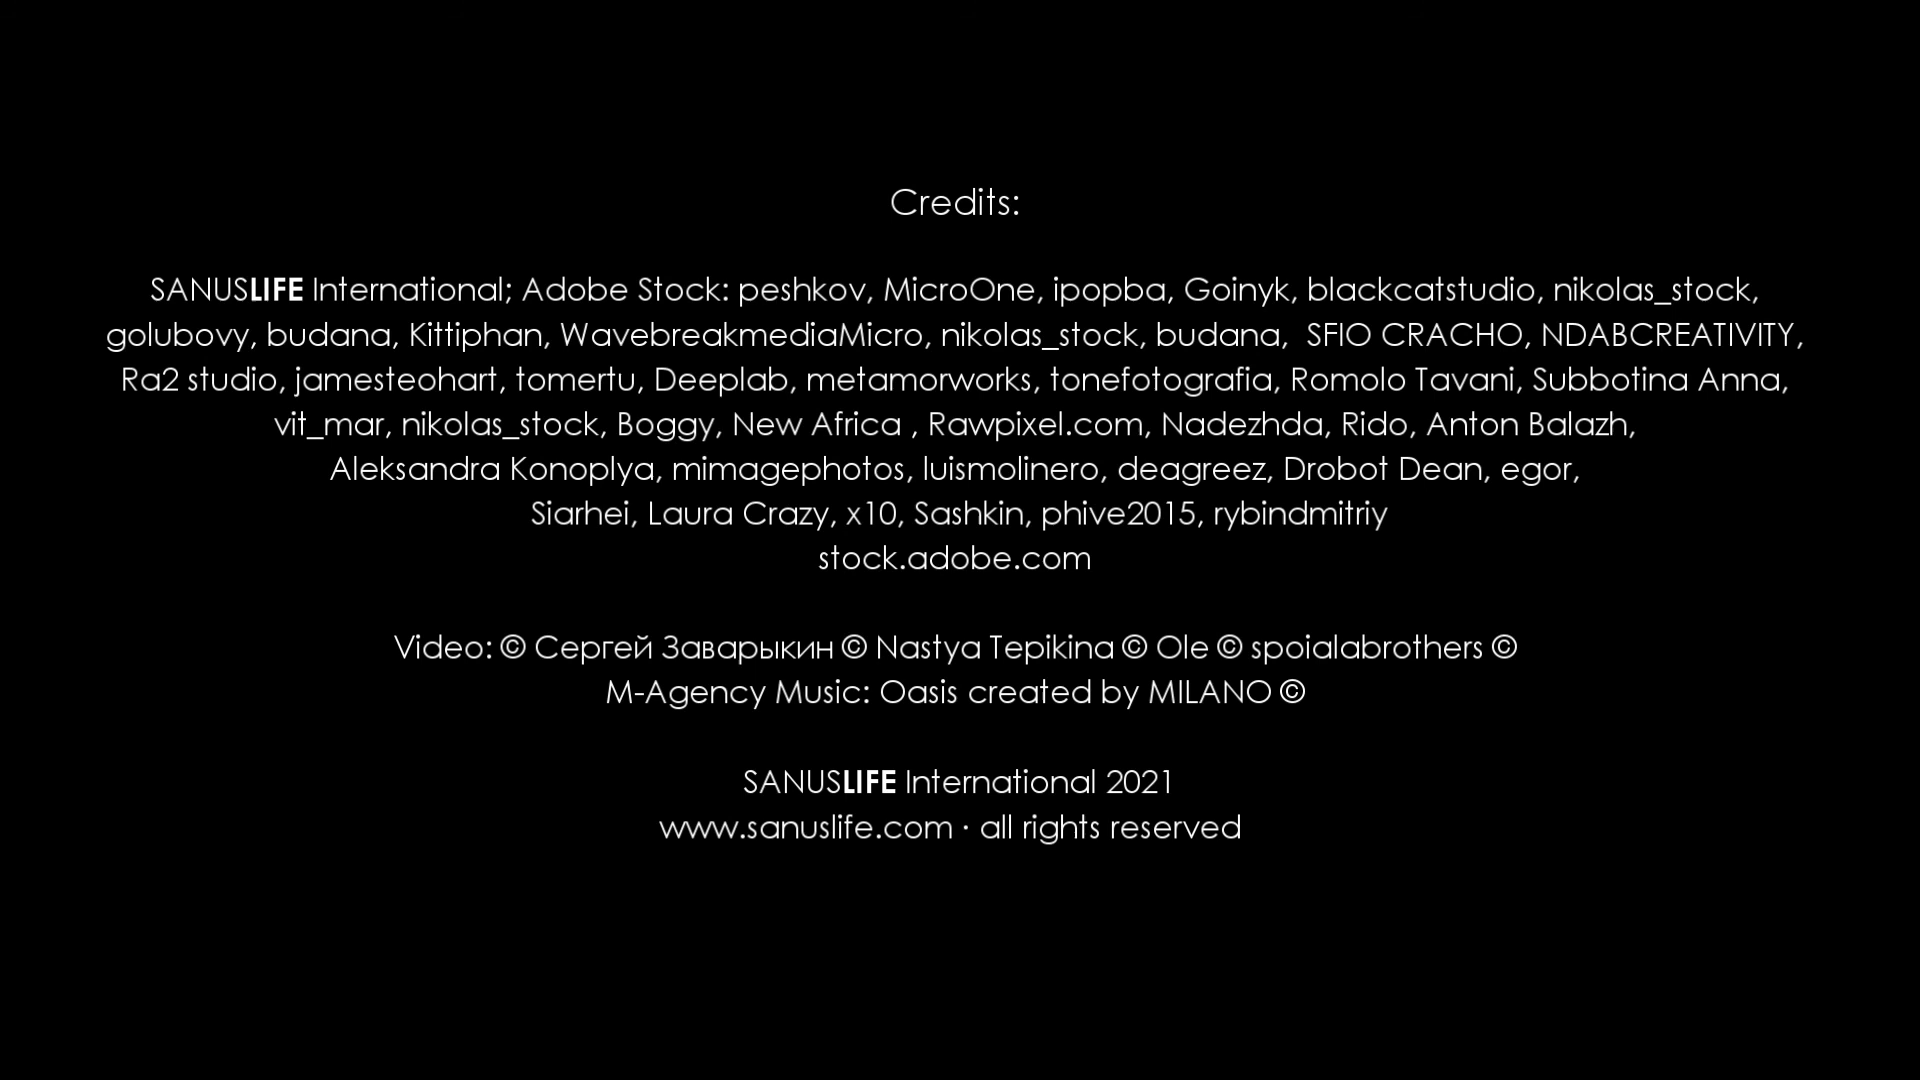 Credits:
SANUSLIFE International; Adobe Stock: peshkov, MicroOne, ipopba, Goinyk, blackcatstudio, nikolas_stock,
golubovy, budana, Kittiphan, WavebreakmediaMicro, nikolas_stock, budana,  SFIO CRACHO, NDABCREATIVITY,
Ra2 studio, jamesteohart, tomertu, Deeplab, metamorworks, tonefotografia, Romolo Tavani, Subbotina Anna,
vit_mar, nikolas_stock, Boggy, New Africa , Rawpixel.com, Nadezhda, Rido, Anton Balazh,
Aleksandra Konoplya, mimagephotos, luismolinero, deagreez, Drobot Dean, egor,
Siarhei, Laura Crazy, x10, Sashkin, phive2015, rybindmitriy
stock.adobe.com
Video: © Сергей Заварыкин © Nastya Tepikina © Ole © spoialabrothers ©
M-Agency Music: Oasis created by MILANO ©
SANUSLIFE International 2021
www.sanuslife.com · all rights reserved